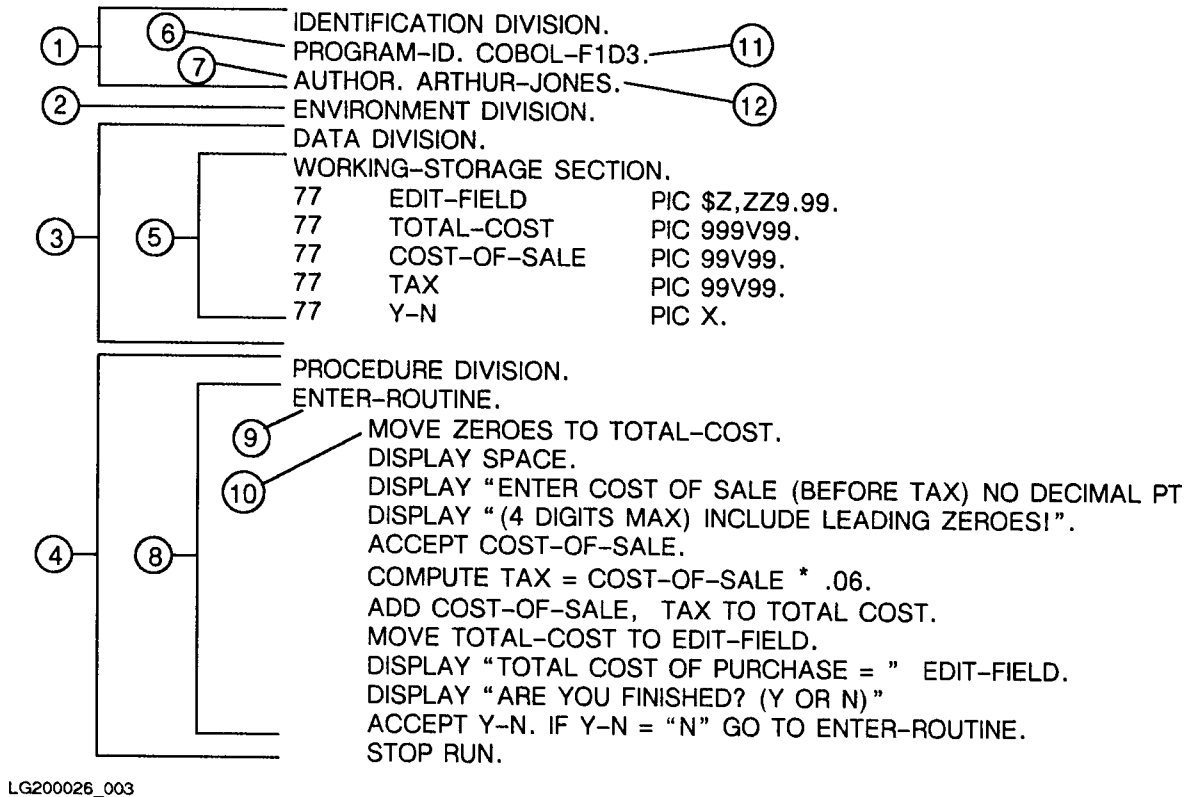 IDENTIFICATION DIVISION.
6 PROGRAM-ID. COBOL-F1D3. 11
1
7 AUTHOR. ARTHUR-JONES. 12
2 ENVIRONMENT DIVISION.
DATA DIVISION.
WORKING-STORAGE SECTION.
77 EDIT-FIELD PIC $Z,ZZ9.99.
77 TOTAL-COST PIC 999V99.
3 5 77 COST-OF-SALE PIC 99V99.
77 TAX PIC 99V99.
77 Y-N PIC X.
PROCEDURE DIVISION.
ENTER-ROUTINE.
9 MOVE ZEROES TO TOTAL-COST.
DISPLAY SPACE.
10 DISPLAY "ENTER COST OF SALE (BEFORE TAX) NO DECIMAL PT
DISPLAY " (4 DIGITS MAX) INCLUDE LEADING ZEROES!".
4 8 ACCEPT COST-OF-SALE.
COMPUTE TAX = COST-OF-SALE * .06.
ADD COST-OF-SALE, TAX TO TOTAL COST.
MOVE TOTAL-COST TO EDIT-FIELD.
DISPLAY "TOTAL COST OF PURCHASE = " EDIT-FIELD.
DISPLAY "ARE YOU FINISHED? (Y OR N)"
ACCEPT Y-N. IF Y-N = "N" GO TO ENTER-ROUTINE.
STOP RUN.
LG200026_003